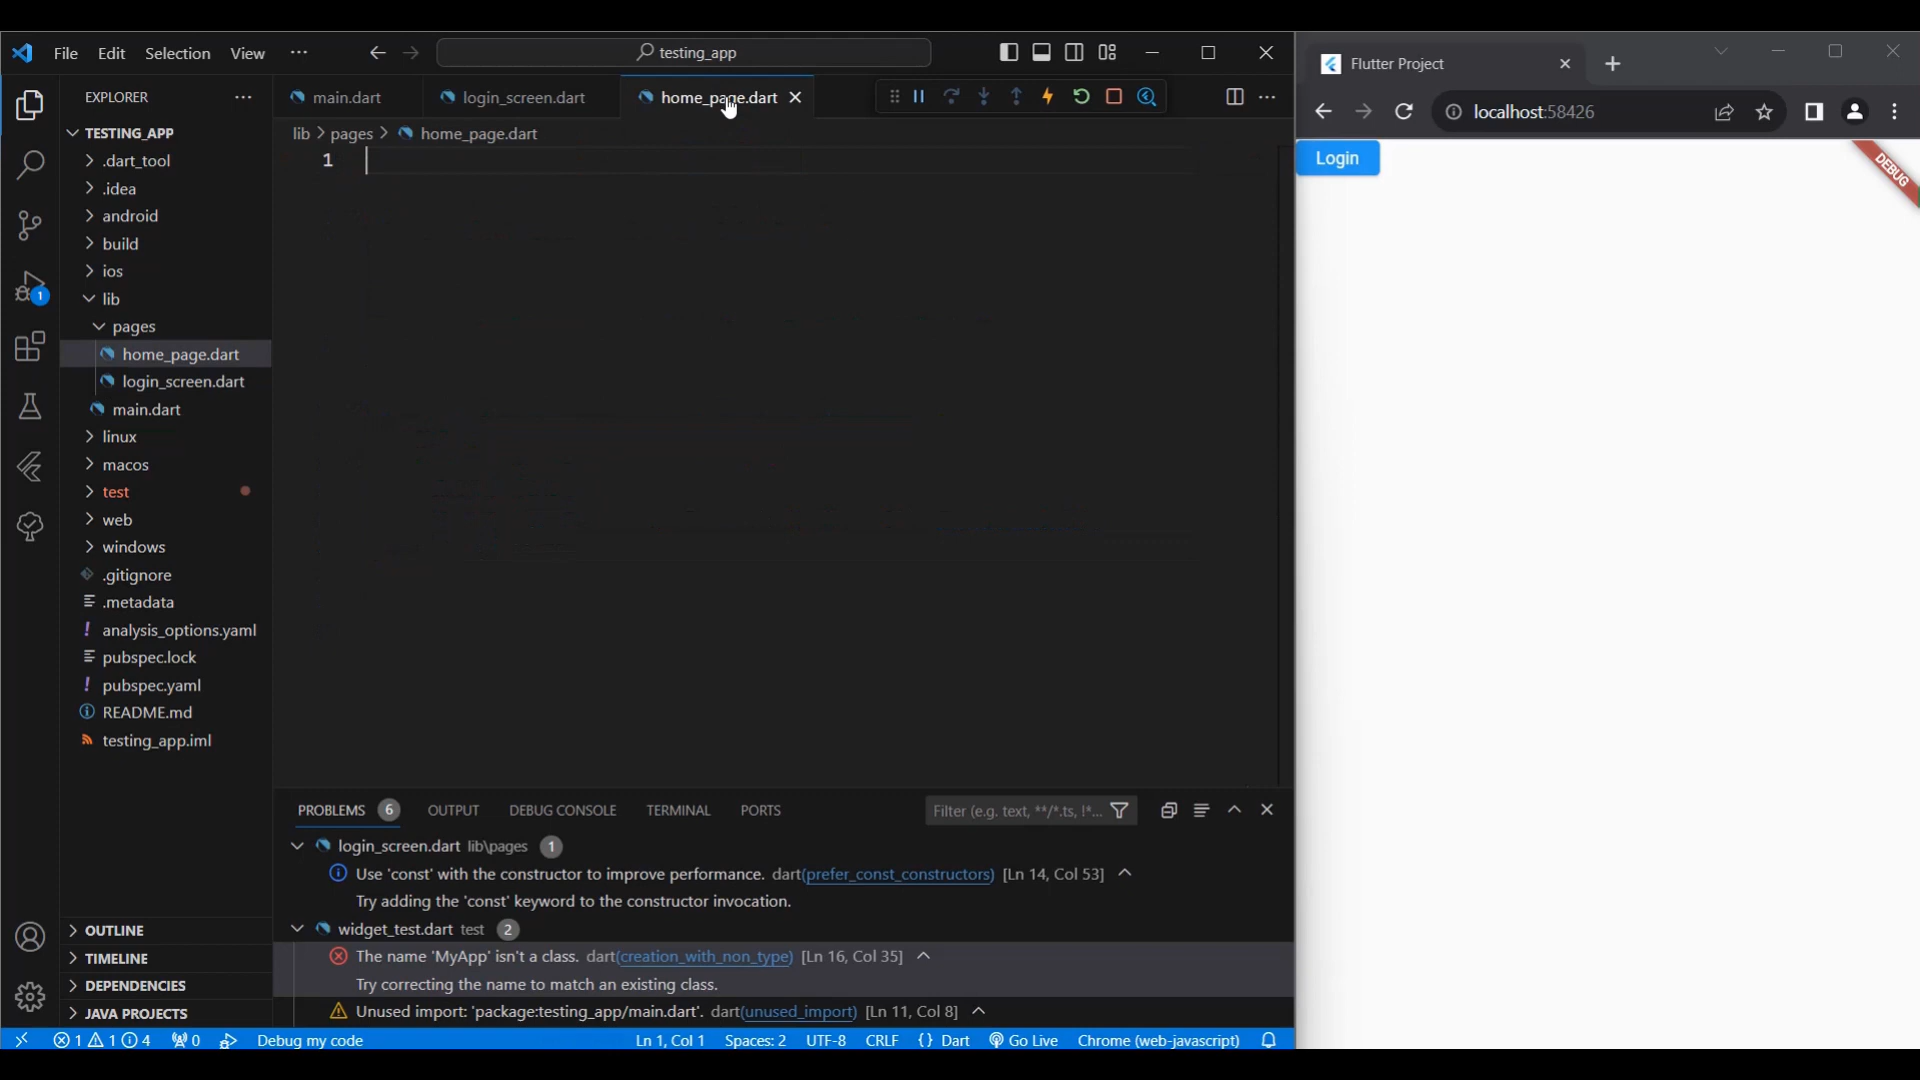 File Edit Selection View ··· testing_app
EXPLORER ···
main.dart login_screen.dart home_page.dart
Flutter Project
localhost:58426
TESTING_APP
lib > pages > home_page.dart
1
.dart_tool
.idea
android
build
ios
lib
pages
home_page.dart
login_screen.dart
main.dart
linux
macos
test
web
windows
.gitignore
.metadata
! analysis_options.yaml
pubspec.lock
! pubspec.yaml
README.md
testing_app.iml
OUTLINE
TIMELINE
DEPENDENCIES
JAVA PROJECTS
1
PROBLEMS 6 OUTPUT DEBUG CONSOLE TERMINAL PORTS Filter (e.g. text, **/*.ts, !*...
login_screen.dart lib\pages 1
Use 'const' with the constructor to improve performance. dart(prefer_const_constructors) [Ln 14, Col 53]
Try adding the 'const' keyword to the constructor invocation.
widget_test.dart test 2
The name 'MyApp' isn't a class. dart(creation_with_non_type) [Ln 16, Col 35]
Try correcting the name to match an existing class.
Unused import: 'package:testing_app/main.dart'. dart(unused_import) [Ln 11, Col 8]
1 1 4 0 Debug my code Ln 1, Col 1 Spaces: 2 UTF-8 CRLF {} Dart Go Live Chrome (web-javascript)
Login
DEBUG